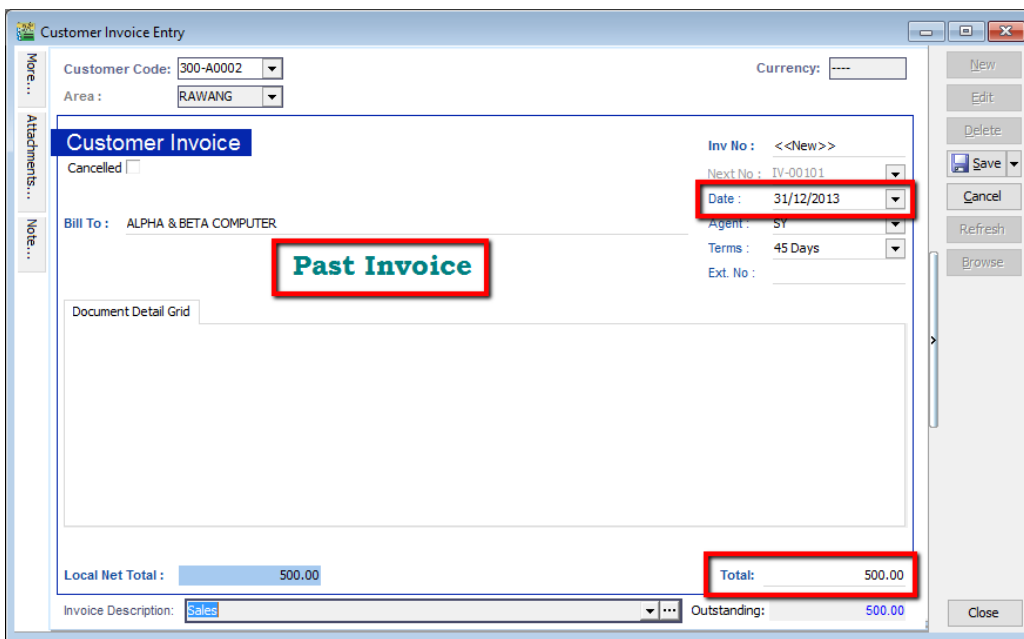 Customer Invoice Entry
More...
Attachments...
Note...
Customer Code: 300-A0002
Currency: ----
Area : RAWANG
Customer Invoice
Cancelled
Inv No : <<New>>
Next No : IV-00101
Date : 31/12/2013
Bill To : ALPHA & BETA COMPUTER
Agent : SY
Terms : 45 Days
Ext. No :
Past Invoice
Document Detail Grid
Local Net Total : 500.00
Total: 500.00
Invoice Description: Sales
Outstanding: 500.00
New
Edit
Delete
Save
Cancel
Refresh
Browse
Close